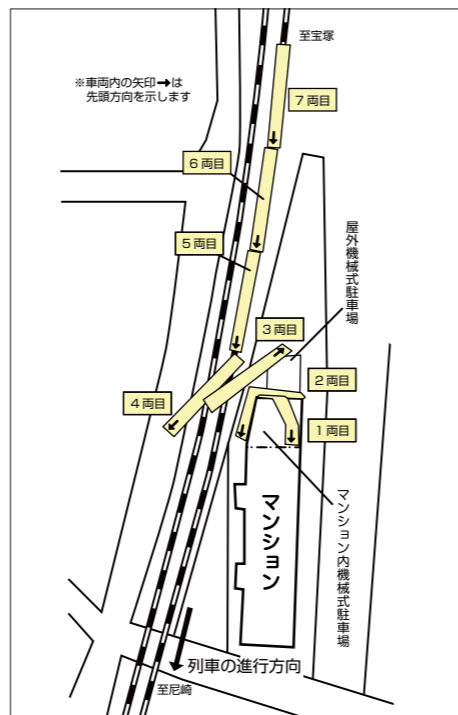 至宝塚
※車両内の矢印➡は
先頭方向を示します
7両目
6両目
5両目
屋外機械式駐車場
3両目
2両目
4両目
1両目
マンション
マンション内機械式駐車場
列車の進行方向
至尼崎